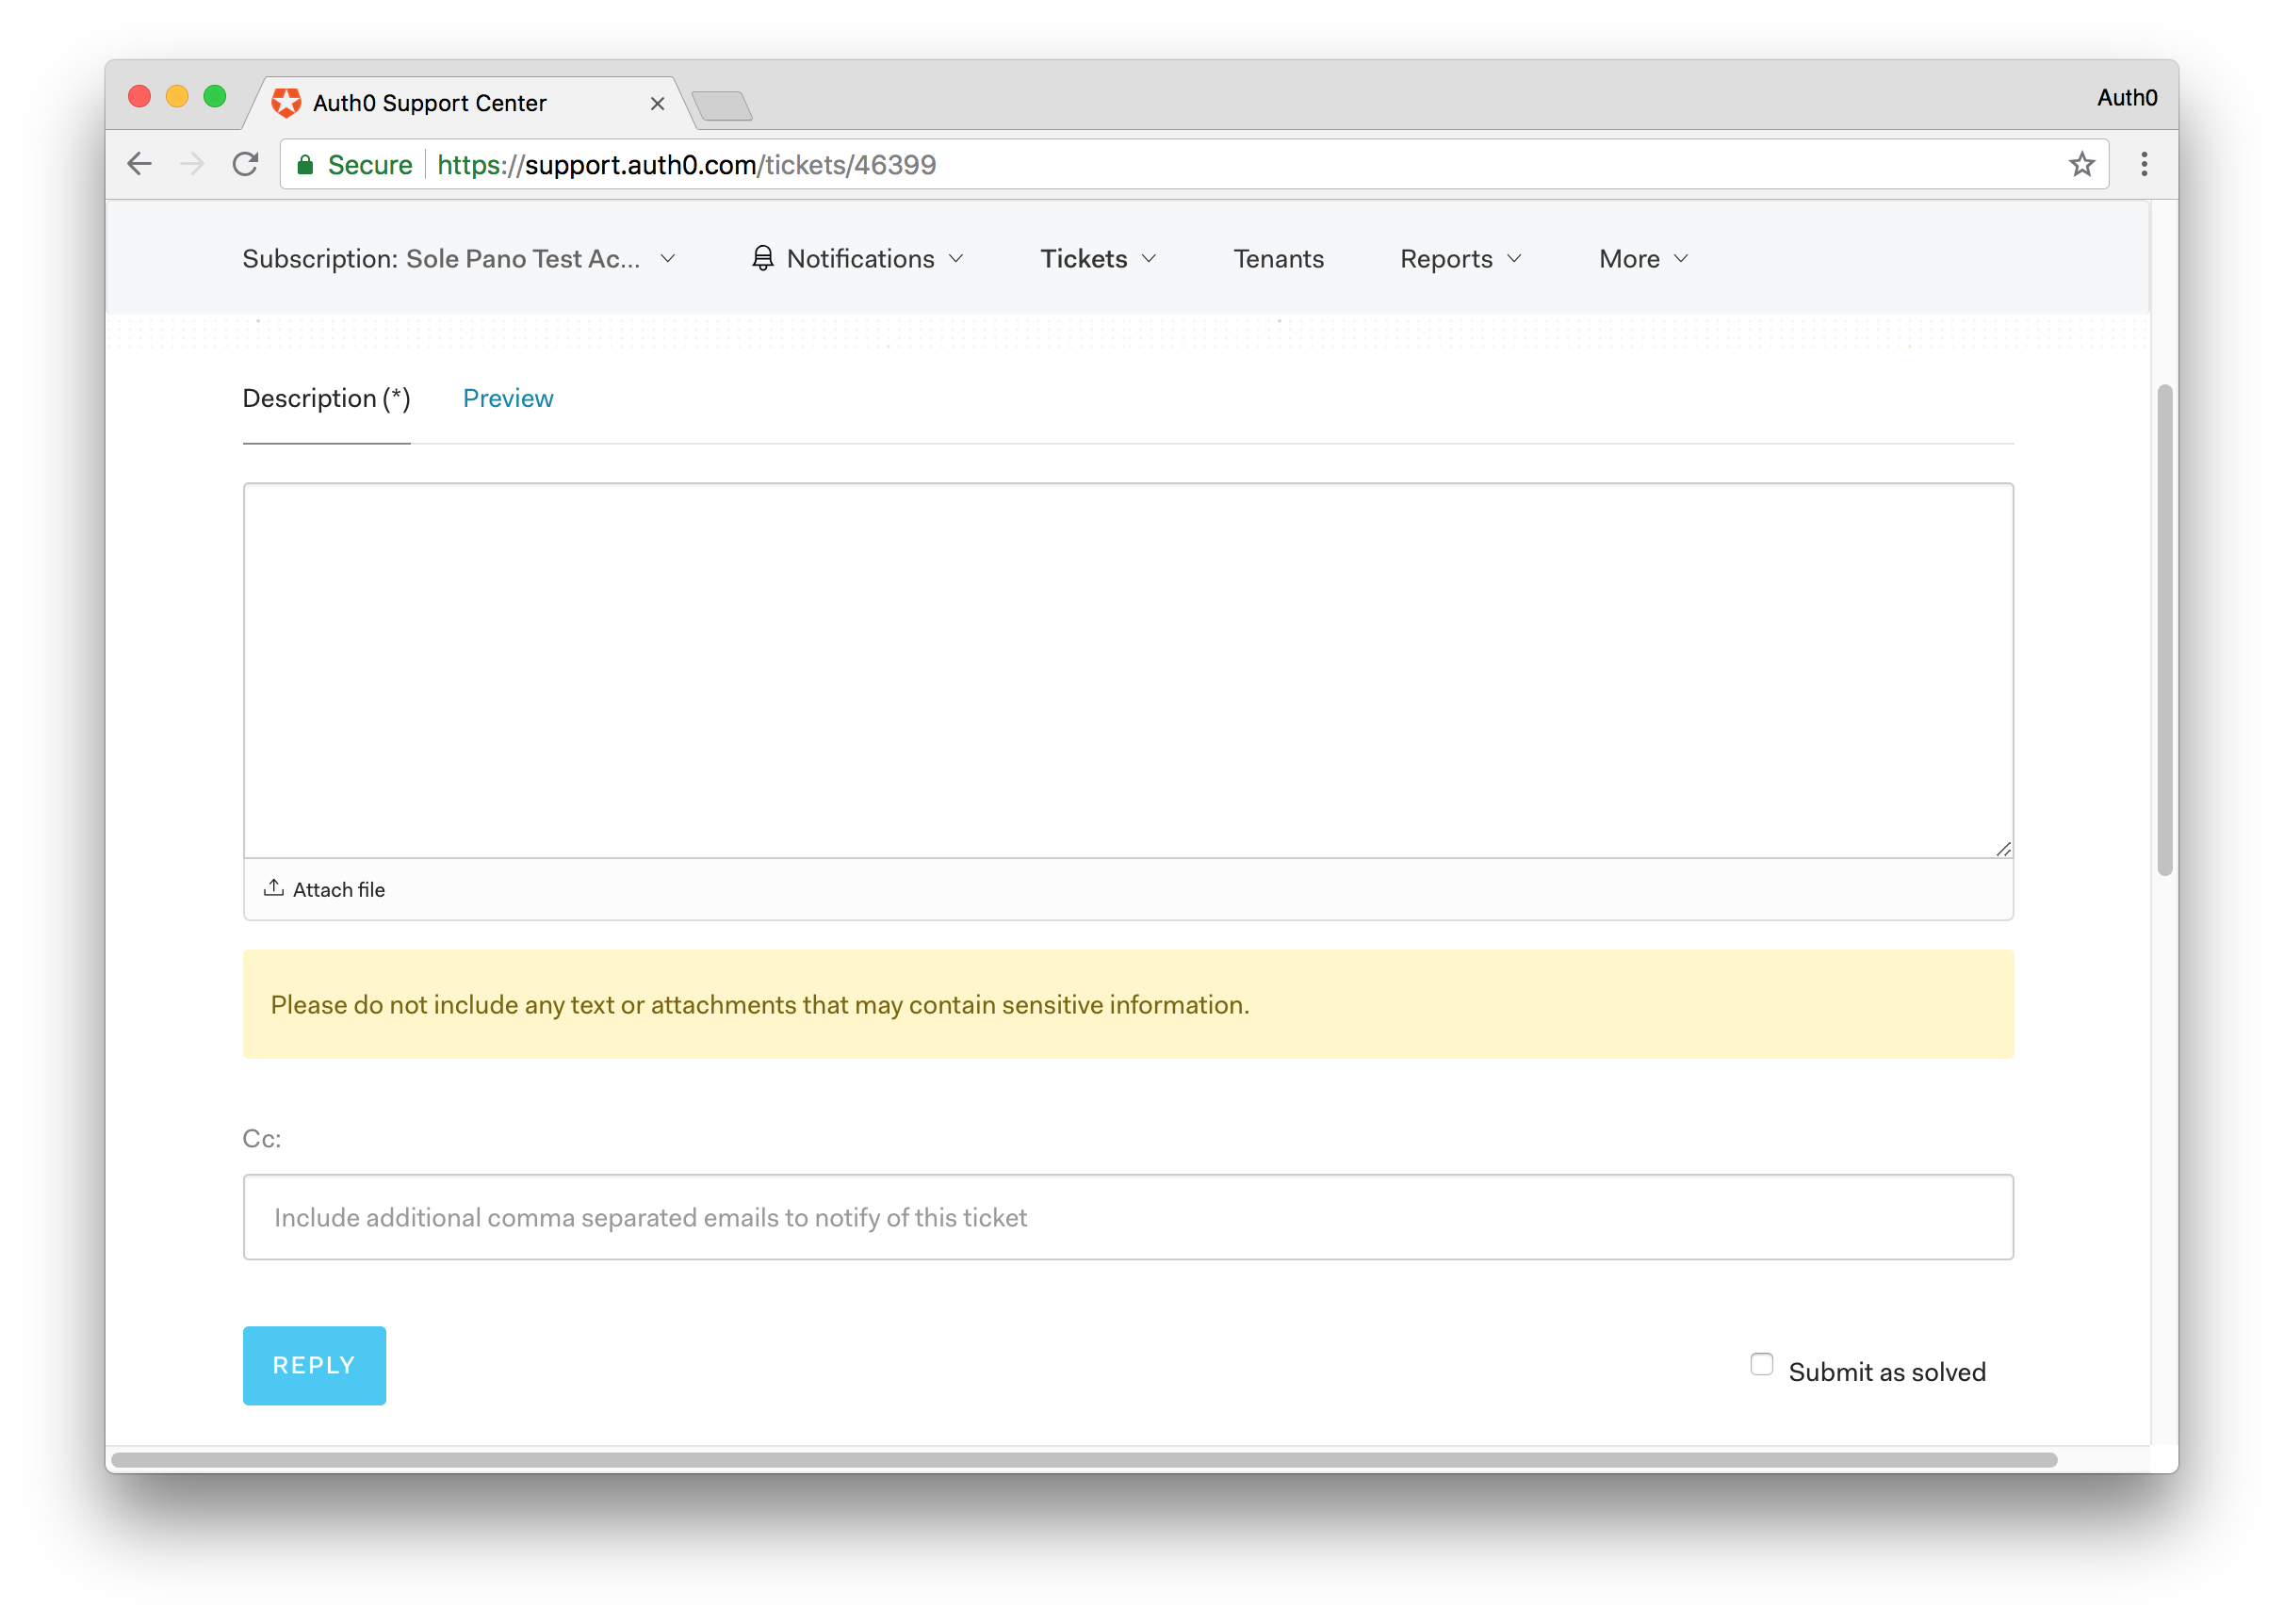 Auth0 Support Center
Auth0
Secure https://support.auth0.com/tickets/46399
Subscription: Sole Pano Test Ac... Notifications Tickets Tenants Reports More
Description (*) Preview
Attach file
Please do not include any text or attachments that may contain sensitive information.
Cc:
Include additional comma separated emails to notify of this ticket
REPLY
Submit as solved